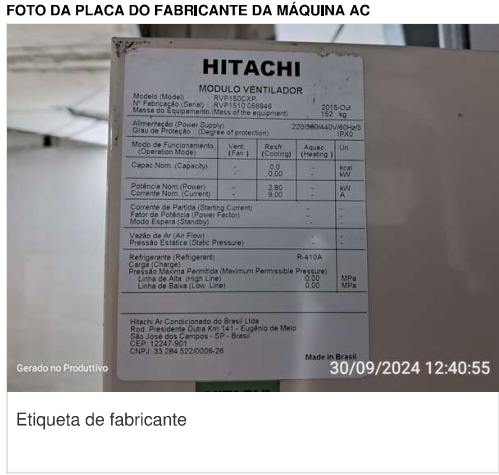 FOTO DA PLACA DO FABRICANTE DA MÁQUINA AC
HITACHI
MODULO VENTILADOR
Modelo (Model) RVP150CXP
Nº Fabricação (Serial) RVP1510 056846 2015-Out
Massa do Equipamento (Mass of the equipment) 152 kg
Alimentação (Power Supply) 220/380/440V/60Hz/3
Grau de Proteção (Degree of protection) IPX0
Modo de Funcionamento (Operation Mode) Vent. (Fan ) Resfr. (Cooling) Aquec. (Heating ) Un.
Capac.Nom. (Capacity) - 0,0 - kcal
- 0,00 - kW
Potência Nom.(Power) - 2,80 - kW
Corrente Nom. (Current) - 9,00 - A
Corrente de Partida (Starting Current) - -
Fator de Potência (Power Factor) - -
Modo Espera (Standby) - -
Vazão de Ar (Air Flow) - -
Pressão Estática (Static Pressure) - -
Refrigerante (Refrigerant) R-410A
Carga (Charge)
Pressão Máxima Permitida (Maximum Permissible Pressure)
Linha de Alta (High Line) 0,00 MPa
Linha de Baixa (Low Line) 0,00 MPa
Hitachi Ar Condicionado do Brasil Ltda
Rod. Presidente Dutra Km 141 - Eugênio de Melo
São José dos Campos - SP - Brasil
CEP: 12247-901
CNPJ: 33.284.522/0006-26
Made in Brasil
Gerado no Produttivo
30/09/2024 12:40:55
HITACHI
Etiqueta de fabricante